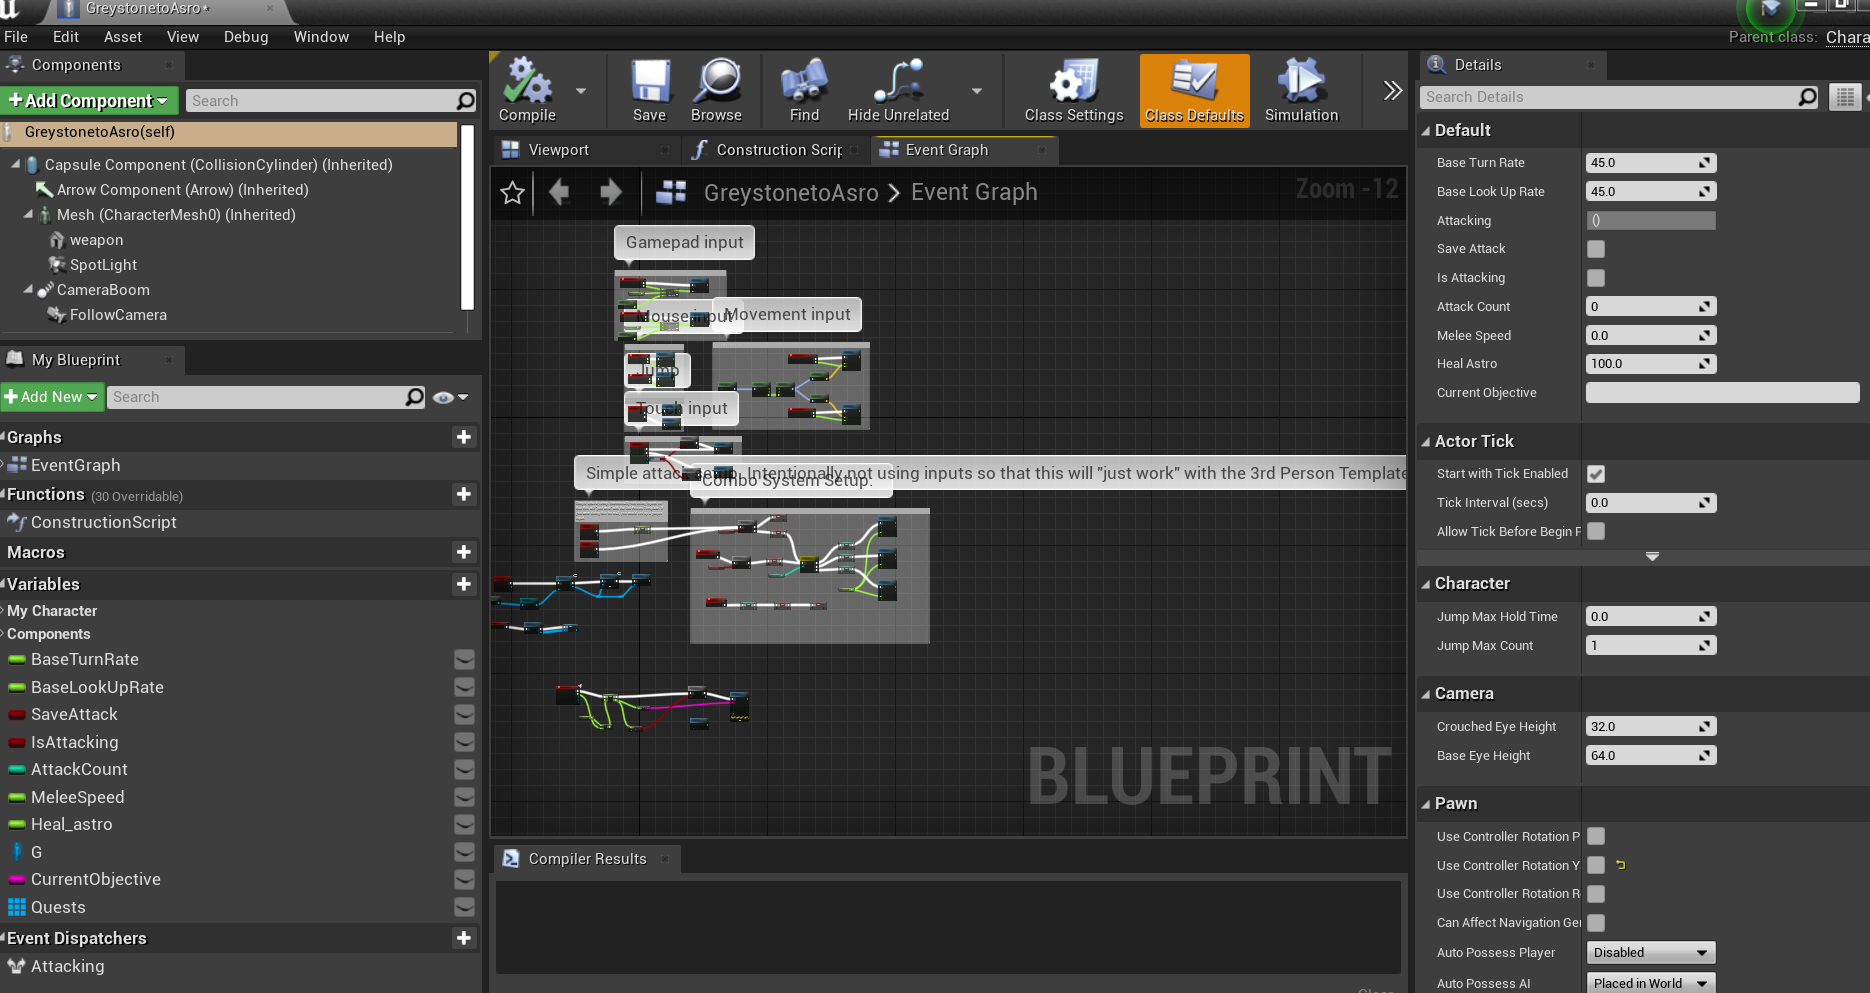 GreystonetoAsro*
File Edit Asset View Debug Window Help
Parent class: Chara
Components
Add Component
Search
GreystonetoAsro(self)
Capsule Component (CollisionCylinder) (Inherited)
Arrow Component (Arrow) (Inherited)
Mesh (CharacterMesh0) (Inherited)
weapon
SpotLight
CameraBoom
FollowCamera
My Blueprint
Add New
Search
Graphs
EventGraph
Functions (30 Overridable)
ConstructionScript
Macros
Variables
My Character
Components
BaseTurnRate
BaseLookUpRate
SaveAttack
IsAttacking
AttackCount
MeleeSpeed
Heal_astro
G
CurrentObjective
Quests
Event Dispatchers
Attacking
Compile
Save
Browse
Find
Hide Unrelated
Class Settings
Class Defaults
Simulation
Viewport
Construction Scrip
Event Graph
GreystonetoAsro > Event Graph
Zoom -12
Gamepad input
Mouse input
Movement input
Jump
Touch input
Simple attack setup. Intentionally not using inputs so that this will "just work" with the 3rd Person Template
Combo System Setup.
BLUEPRINT
Compiler Results
Details
Search Details
Default
Base Turn Rate 45.0
Base Look Up Rate 45.0
Attacking ()
Save Attack
Is Attacking
Attack Count 0
Melee Speed 0.0
Heal Astro 100.0
Current Objective
Actor Tick
Start with Tick Enabled
Tick Interval (secs) 0.0
Allow Tick Before Begin P
Character
Jump Max Hold Time 0.0
Jump Max Count 1
Camera
Crouched Eye Height 32.0
Base Eye Height 64.0
Pawn
Use Controller Rotation P
Use Controller Rotation Y
Use Controller Rotation R
Can Affect Navigation Ge
Auto Possess Player Disabled
Auto Possess AI Placed in World